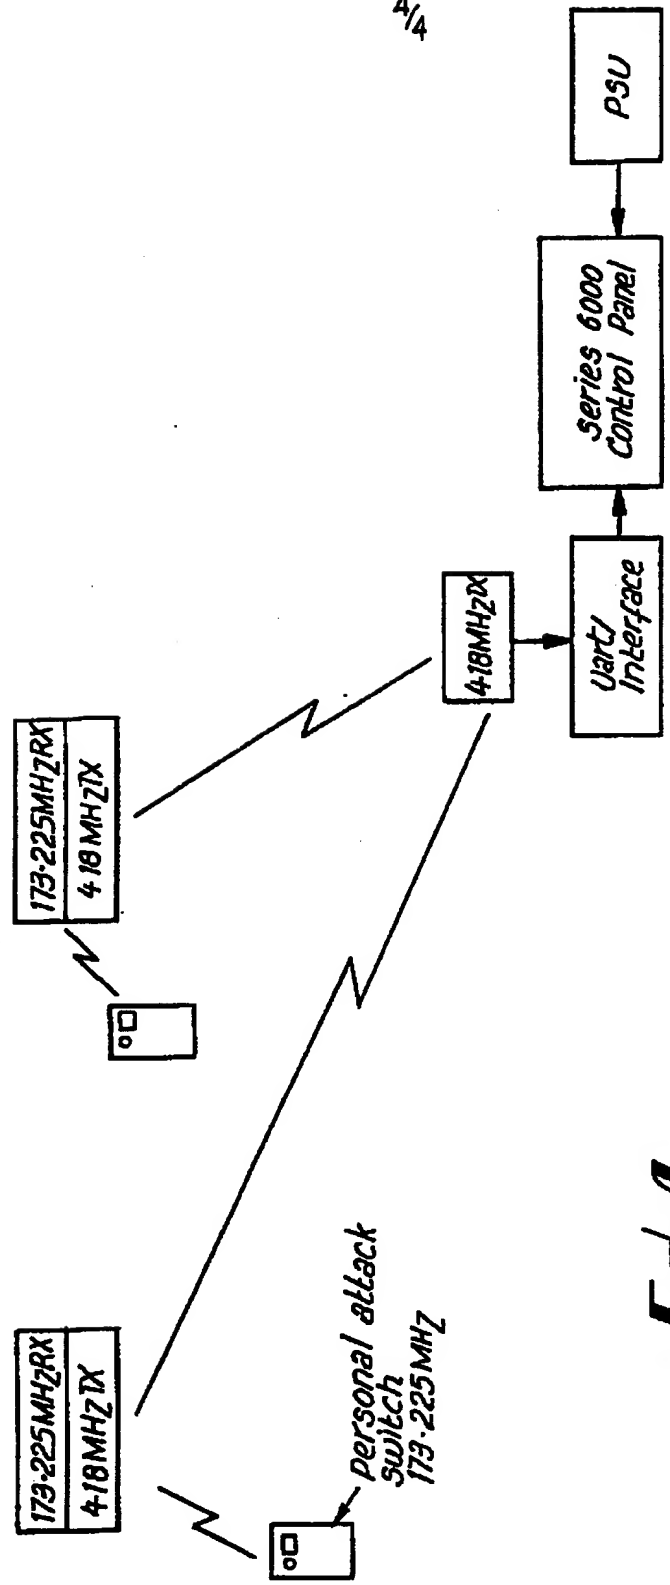 4/4
173·225MHZRX
418MHZTX
173·225MHZRX
418MHZTX
personal attack
switch
173·225MHZ
418MHZTX
Uart/
Interface
Series 6000
Control Panel
PSU